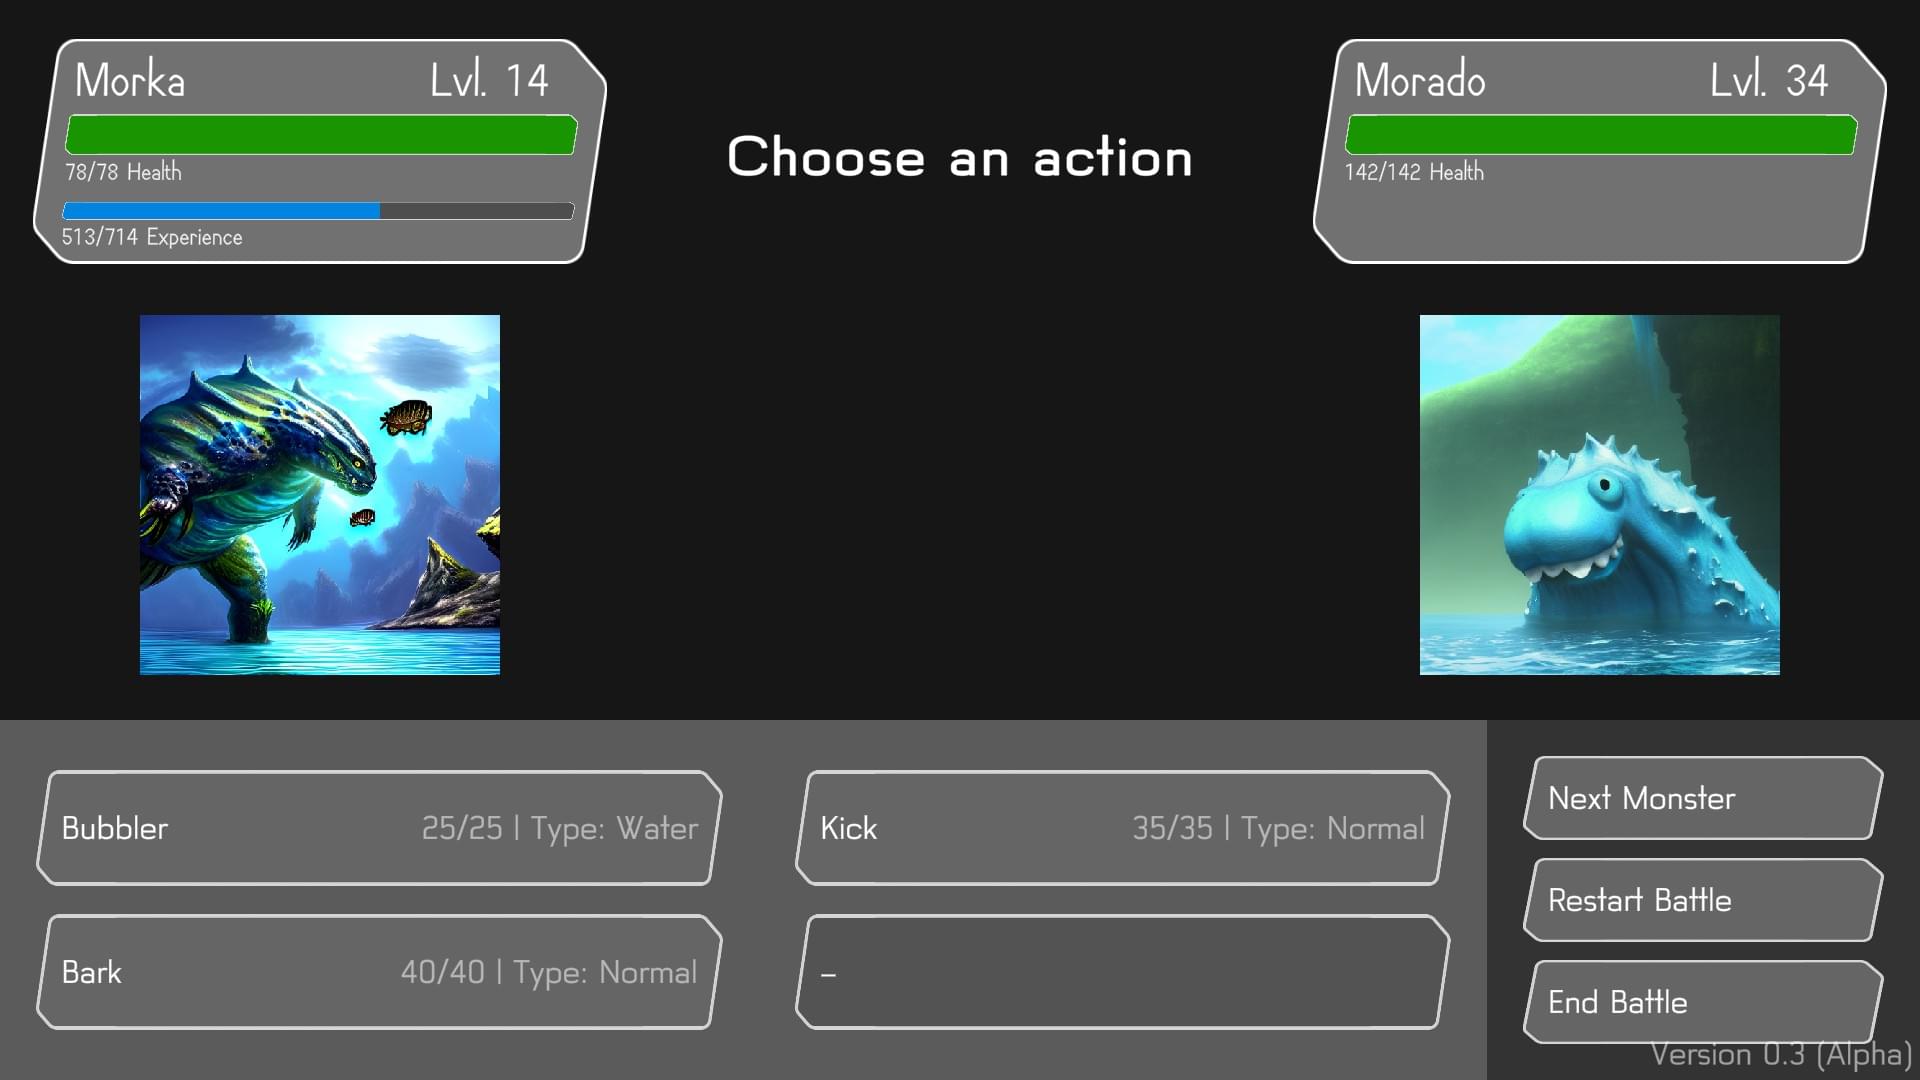 Morka Lvl. 14
78/78 Health
513/714 Experience
Choose an action
Morado Lvl. 34
142/142 Health
Bubbler 25/25 | Type: Water
Kick 35/35 | Type: Normal
Bark 40/40 | Type: Normal
–
Next Monster
Restart Battle
End Battle
Version 0.3 (Alpha)